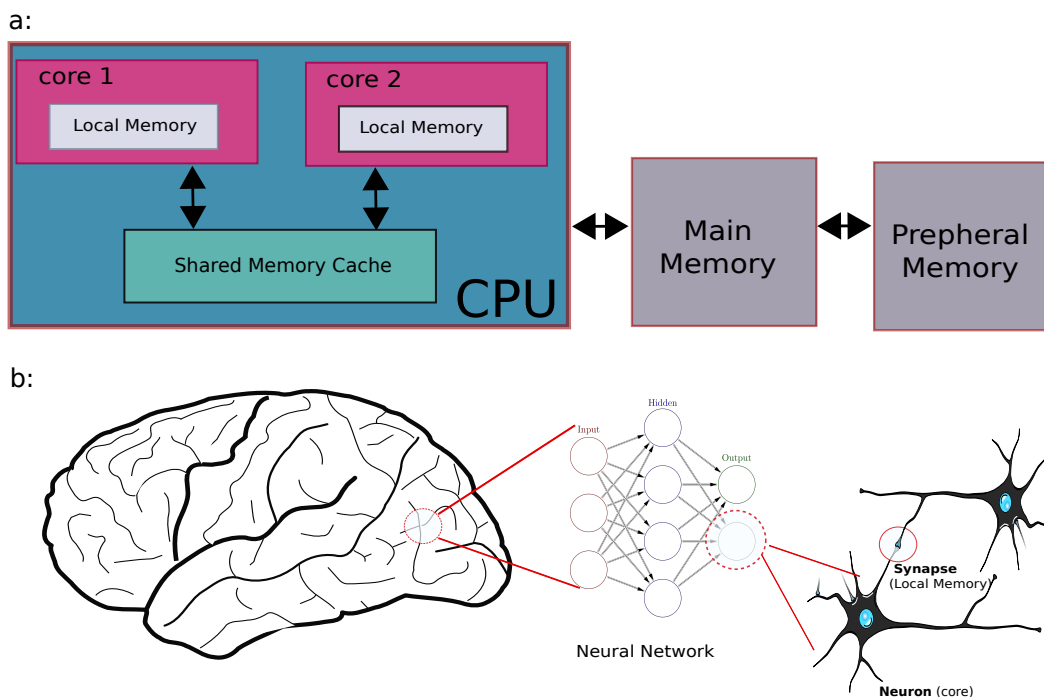 a:
core 1
Local Memory
core 2
Local Memory
Shared Memory Cache
CPU
Main
Memory
Prepheral
Memory
b:
Input
Hidden
Output
Neural Network
Synapse
(Local Memory)
Neuron (core)